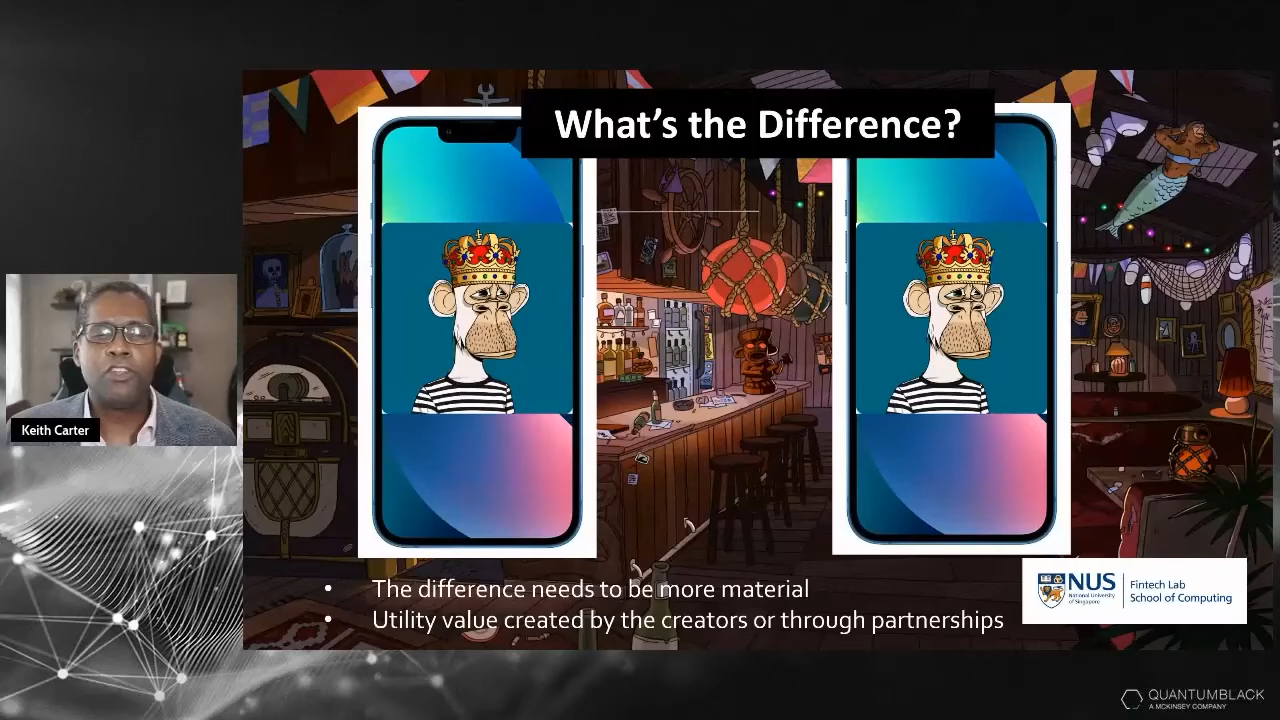 What's the Difference?
Keith Carter
• The difference needs to be more material
• Utility value created by the creators or through partnerships
NUS
National University
of Singapore
Fintech Lab
School of Computing
QUANTUMBLACK
A MCKINSEY COMPANY